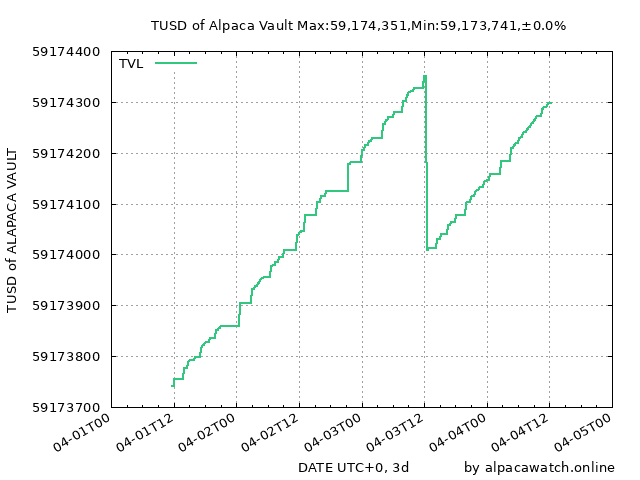 TUSD of Alpaca Vault Max:59,174,351,Min:59,173,741,±0.0%
TVL
59174400
59174300
59174200
59174100
59174000
59173900
59173800
59173700
TUSD of ALAPACA VAULT
04-01T00
04-01T12
04-02T00
04-02T12
04-03T00
04-03T12
04-04T00
04-04T12
04-05T00
DATE UTC+0, 3d
by alpacawatch.online